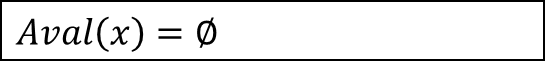 Aval(x) = ∅